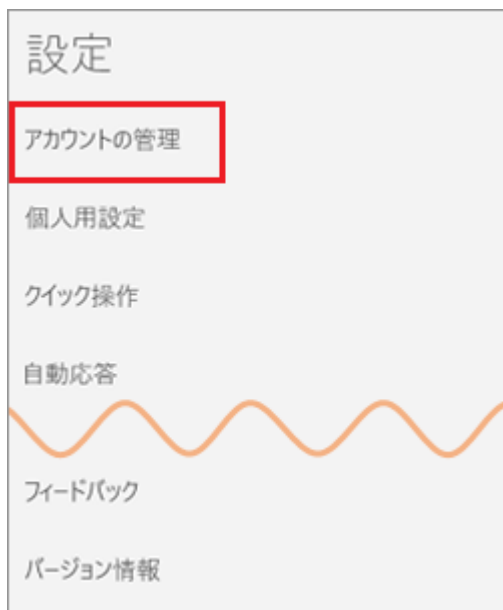 設定
アカウントの管理
個人用設定
クイック操作
自動応答
フィードバック
バージョン情報